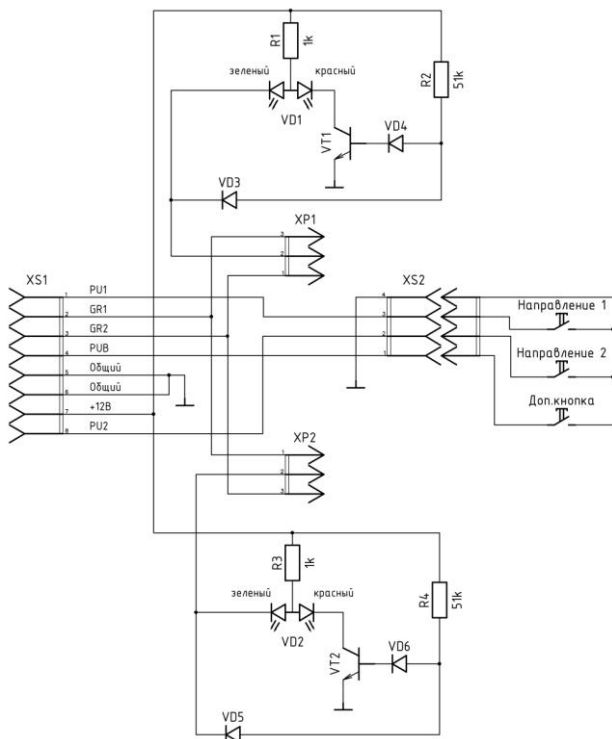 R1
1k
зеленый
красный
R2
51k
VD1
VT1
VD4
VD3
XP1
3
2
1
XS1
XS2
1
PU1
2
GR1
3
GR2
4
PUB
5
Общий
6
Общий
7
+12В
8
PU2
4
3
2
1
Направление 1
Направление 2
Доп.кнопка
XP2
1
2
3
R3
1k
зеленый
красный
R4
51k
VD2
VT2
VD6
VD5